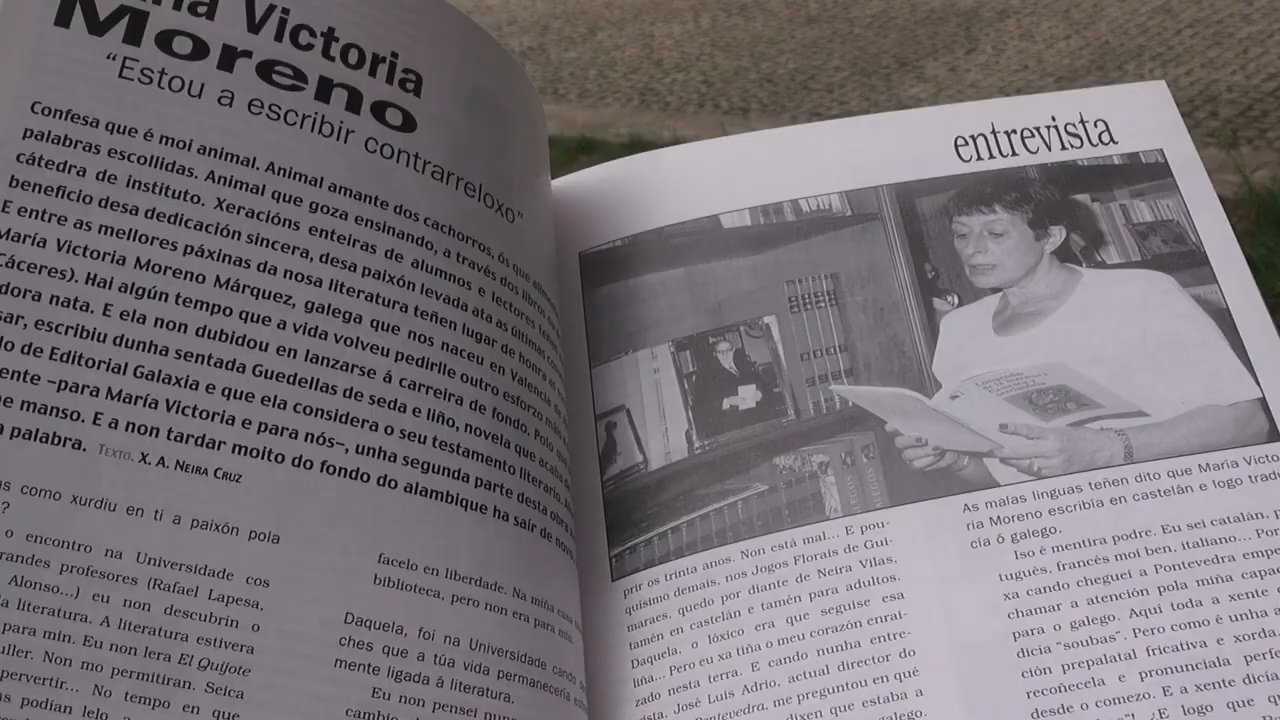 Victoria
Moreno
“Estou a escribir contrarreloxo”
Confesa que é moi animal. Animal amante dos cachorros, ós que
palabras escollidas. Animal que goza ensinando, a través dos libros
cátedra de instituto. Xeracións enteiras de alumnos e lectores
beneficio desa dedicación sincera, desa paixón levada ata as últimas
E entre as mellores páxinas da nosa literatura teñen lugar de honra as
María Victoria Moreno Márquez, galega que nos naceu en Valencia de
Cáceres). Hai algún tempo que a vida volveu pedirlle outro esforzo
dora nata. E ela non dubidou en lanzarse á carreira de fondo. Polo
sar, escribiu dunha sentada Guedellas de seda e liño, novela que acaba
lo de Editorial Galaxia e que ela considera o seu testamento literario.
ente –para María Victoria e para nós–, unha segunda parte desta obra
e manso. E a non tardar moito do fondo do alambique ha saír de novo
palabra. TEXTO. X. A. NEIRA CRUZ
s como xurdiu en ti a paixón pola
?
o encontro na Universidade cos
grandes profesores (Rafael Lapesa,
Alonso...) eu non descubrín o
a literatura. A literatura estivera
para min. Eu non lera El Quijote
uller. Non mo permitiran. Seica
pervertir... No tempo en que
podían lelo
facelo en liberdade. Na miña casa
biblioteca, pero non era para min.
Daquela, foi na Universidade cando
ches que a túa vida permanecería
mente ligada á literatura.
Eu non pensei nunca
entrevista
prir os trinta anos. Non está mal... E pou-
quísimo demais, nos Jogos Florais de Gui-
maraes, quedo por diante de Neira Vilas,
tamén en castelán e tamén para adultos.
Daquela, o lóxico era que seguise esa
liña... Pero eu xa tiña o meu corazón enrai-
zado nesta terra. E cando nunha entre-
vista, José Luis Adrio, actual director do
Pontevedra, me preguntou en qué
dixen que estaba a
galego.
As malas linguas teñen dito que María Victo-
ria Moreno escribía en castelán e logo tradu-
cía ó galego.
Iso é mentira podre. Eu sei catalán,
tugués, francés moi ben, italiano... Por
xa cando cheguei a Pontevedra
chamar a atención pola miña
para o galego. Aquí toda a xente
dicía “soubas”. Pero como é unha
ción prepalatal fricativa e xorda
recoñecela e pronunciala
desde o comezo. E a xente dicía
¿E logo que